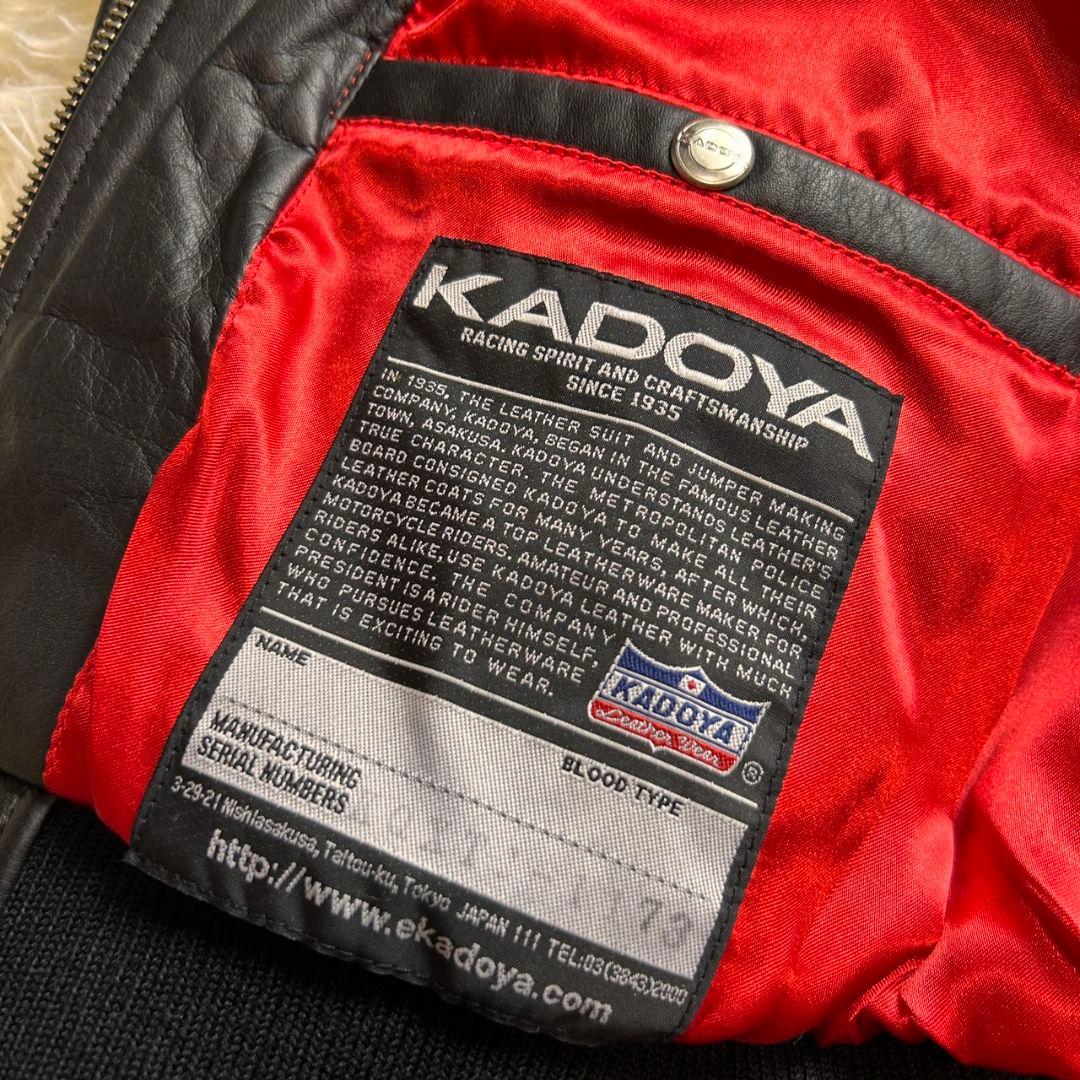 KADOYA
KADOYA
RACING SPIRIT AND CRAFTSMANSHIP
SINCE 1935
IN 1935, THE LEATHER SUIT AND JUMPER MAKING
COMPANY, KADOYA, BEGAN IN THE FAMOUS LEATHER
TOWN, ASAKUSA. KADOYA UNDERSTANDS LEATHER'S
TRUE CHARACTER. THE METROPOLITAN POLICE
BOARD CONSIGNED KADOYA TO MAKE ALL THEIR
LEATHER COATS FOR MANY YEARS, AFTER WHICH,
KADOYA BECAME A TOP LEATHERWARE MAKER FOR
MOTORCYCLE RIDERS. AMATEUR AND PROFESSIONAL
RIDERS ALIKE USE KADOYA LEATHER WITH MUCH
CONFIDENCE. THE COMPANY
PRESIDENT IS A RIDER HIMSELF,
WHO PURSUES LEATHERWARE
THAT IS EXCITING TO WEAR.
KADOYA
Leather Wear
®
NAME
BLOOD TYPE
MANUFACTURING
SERIAL NUMBERS
73
3-29-21 Nishiasakusa, Taitou-ku, Tokyo JAPAN 111 TEL:03(3843)2000
http://www.ekadoya.com